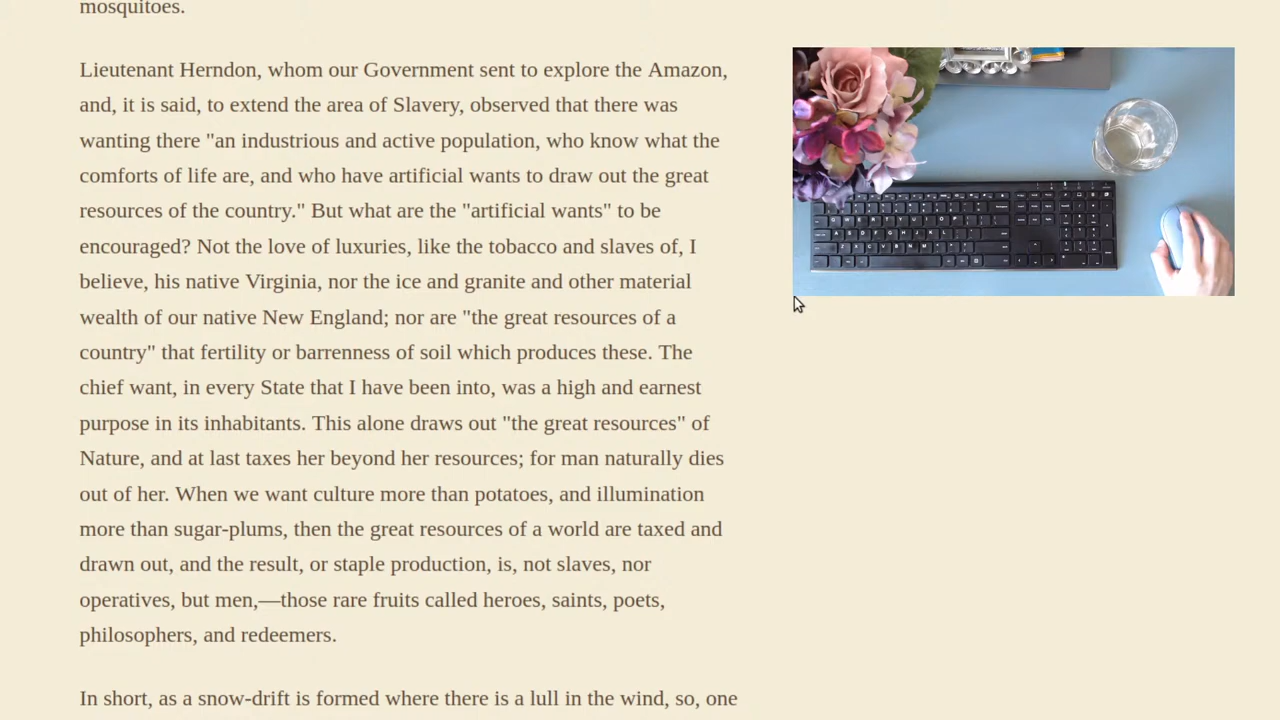 mosquitoes.
Lieutenant Herndon, whom our Government sent to explore the Amazon,
and, it is said, to extend the area of Slavery, observed that there was
wanting there "an industrious and active population, who know what the
comforts of life are, and who have artificial wants to draw out the great
resources of the country." But what are the "artificial wants" to be
encouraged? Not the love of luxuries, like the tobacco and slaves of, I
believe, his native Virginia, nor the ice and granite and other material
wealth of our native New England; nor are "the great resources of a
country" that fertility or barrenness of soil which produces these. The
chief want, in every State that I have been into, was a high and earnest
purpose in its inhabitants. This alone draws out "the great resources" of
Nature, and at last taxes her beyond her resources; for man naturally dies
out of her. When we want culture more than potatoes, and illumination
more than sugar-plums, then the great resources of a world are taxed and
drawn out, and the result, or staple production, is, not slaves, nor
operatives, but men,—those rare fruits called heroes, saints, poets,
philosophers, and redeemers.
In short, as a snow-drift is formed where there is a lull in the wind, so, one